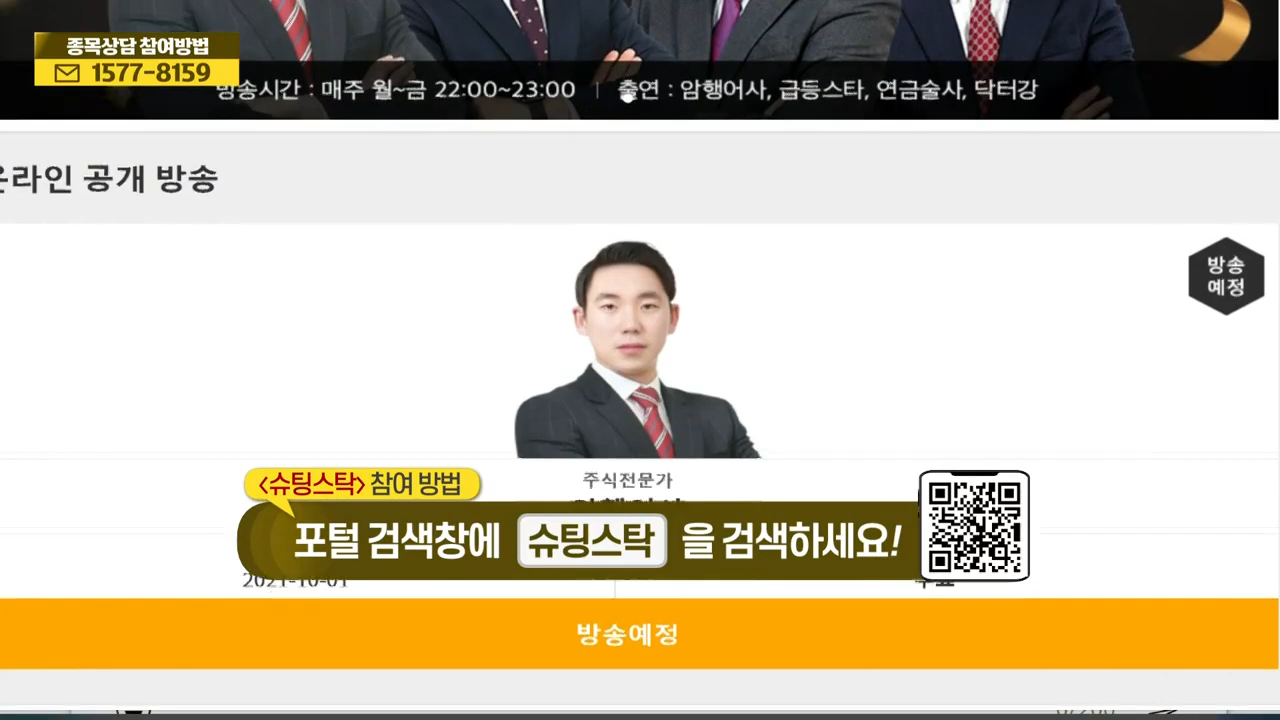 종목상담 참여방법
1577-8159
방송시간 : 매주 월~금 22:00~23:00 | 출연 : 암행어사, 급등스타, 연금술사, 닥터강
온라인 공개 방송
방송
예정
주식전문가
<슈팅스탁> 참여 방법
포털 검색창에 슈팅스탁 을 검색하세요!
2021-10-01
방송예정